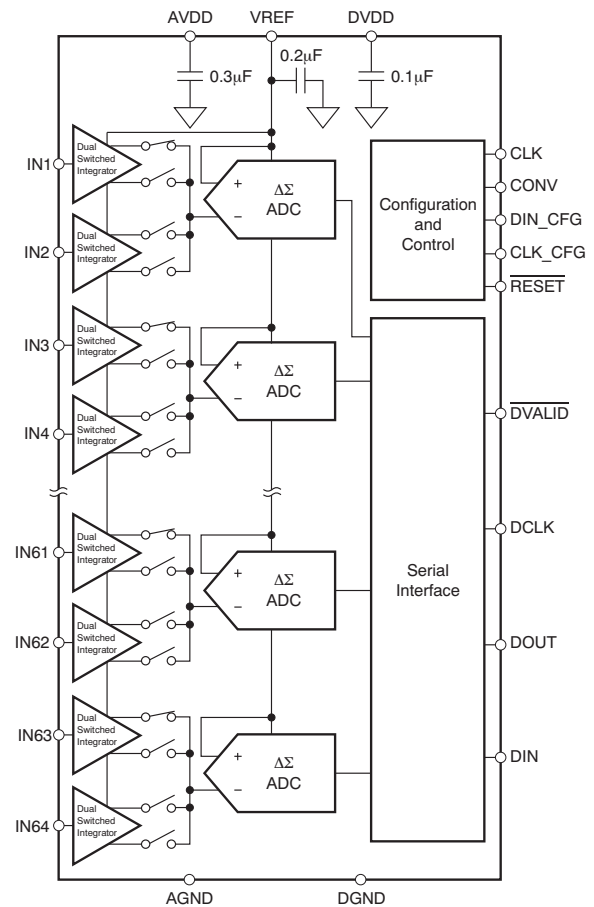 AVDD VREF DVDD
0.3μF
0.2μF
0.1μF
IN1
Dual
Switched
Integrator
+
−
ΔΣ
ADC
IN2
Dual
Switched
Integrator
Configuration
and
Control
CLK
CONV
DIN_CFG
CLK_CFG
RESET
IN3
Dual
Switched
Integrator
+
−
ΔΣ
ADC
IN4
Dual
Switched
Integrator
IN61
Dual
Switched
Integrator
+
−
ΔΣ
ADC
IN62
Dual
Switched
Integrator
IN63
Dual
Switched
Integrator
+
−
ΔΣ
ADC
IN64
Dual
Switched
Integrator
Serial
Interface
DVALID
DCLK
DOUT
DIN
AGND DGND